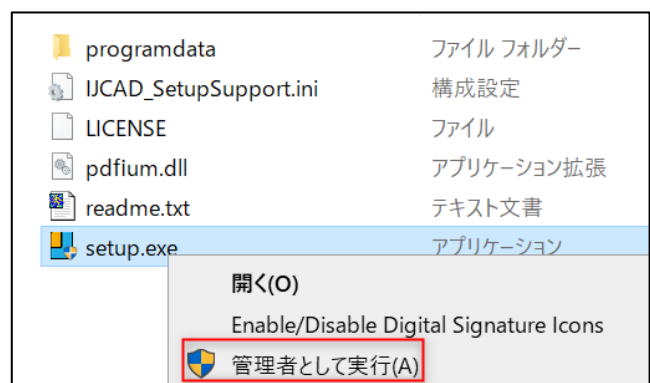 programdata ファイル フォルダー
IJCAD_SetupSupport.ini 構成設定
LICENSE ファイル
pdfium.dll アプリケーション拡張
readme.txt テキスト文書
setup.exe アプリケーション
開く(O)
Enable/Disable Digital Signature Icons
管理者として実行(A)